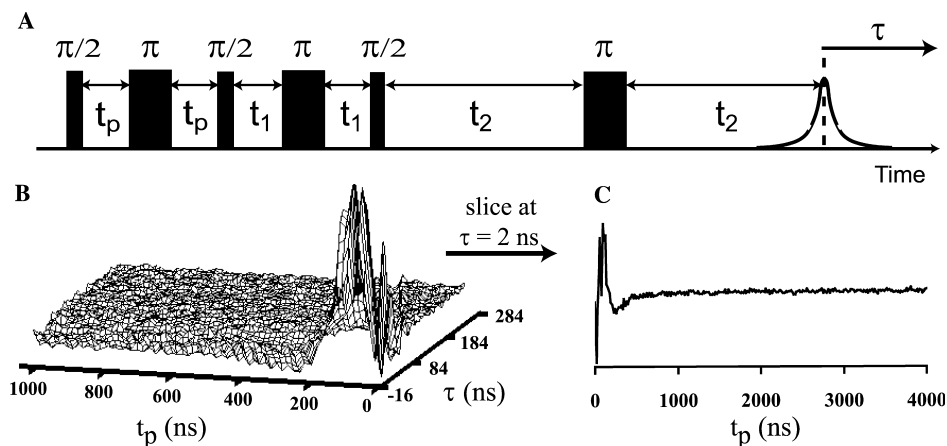 A
τ
π/2 π π/2 π π/2 π
t_p t_p t_1 t_1 t_2 t_2
Time
B
slice at
τ = 2 ns
C
284
184
84
-16
τ (ns)
1000 800 600 400 200 0
t_p (ns)
0 1000 2000 3000 4000
t_p (ns)